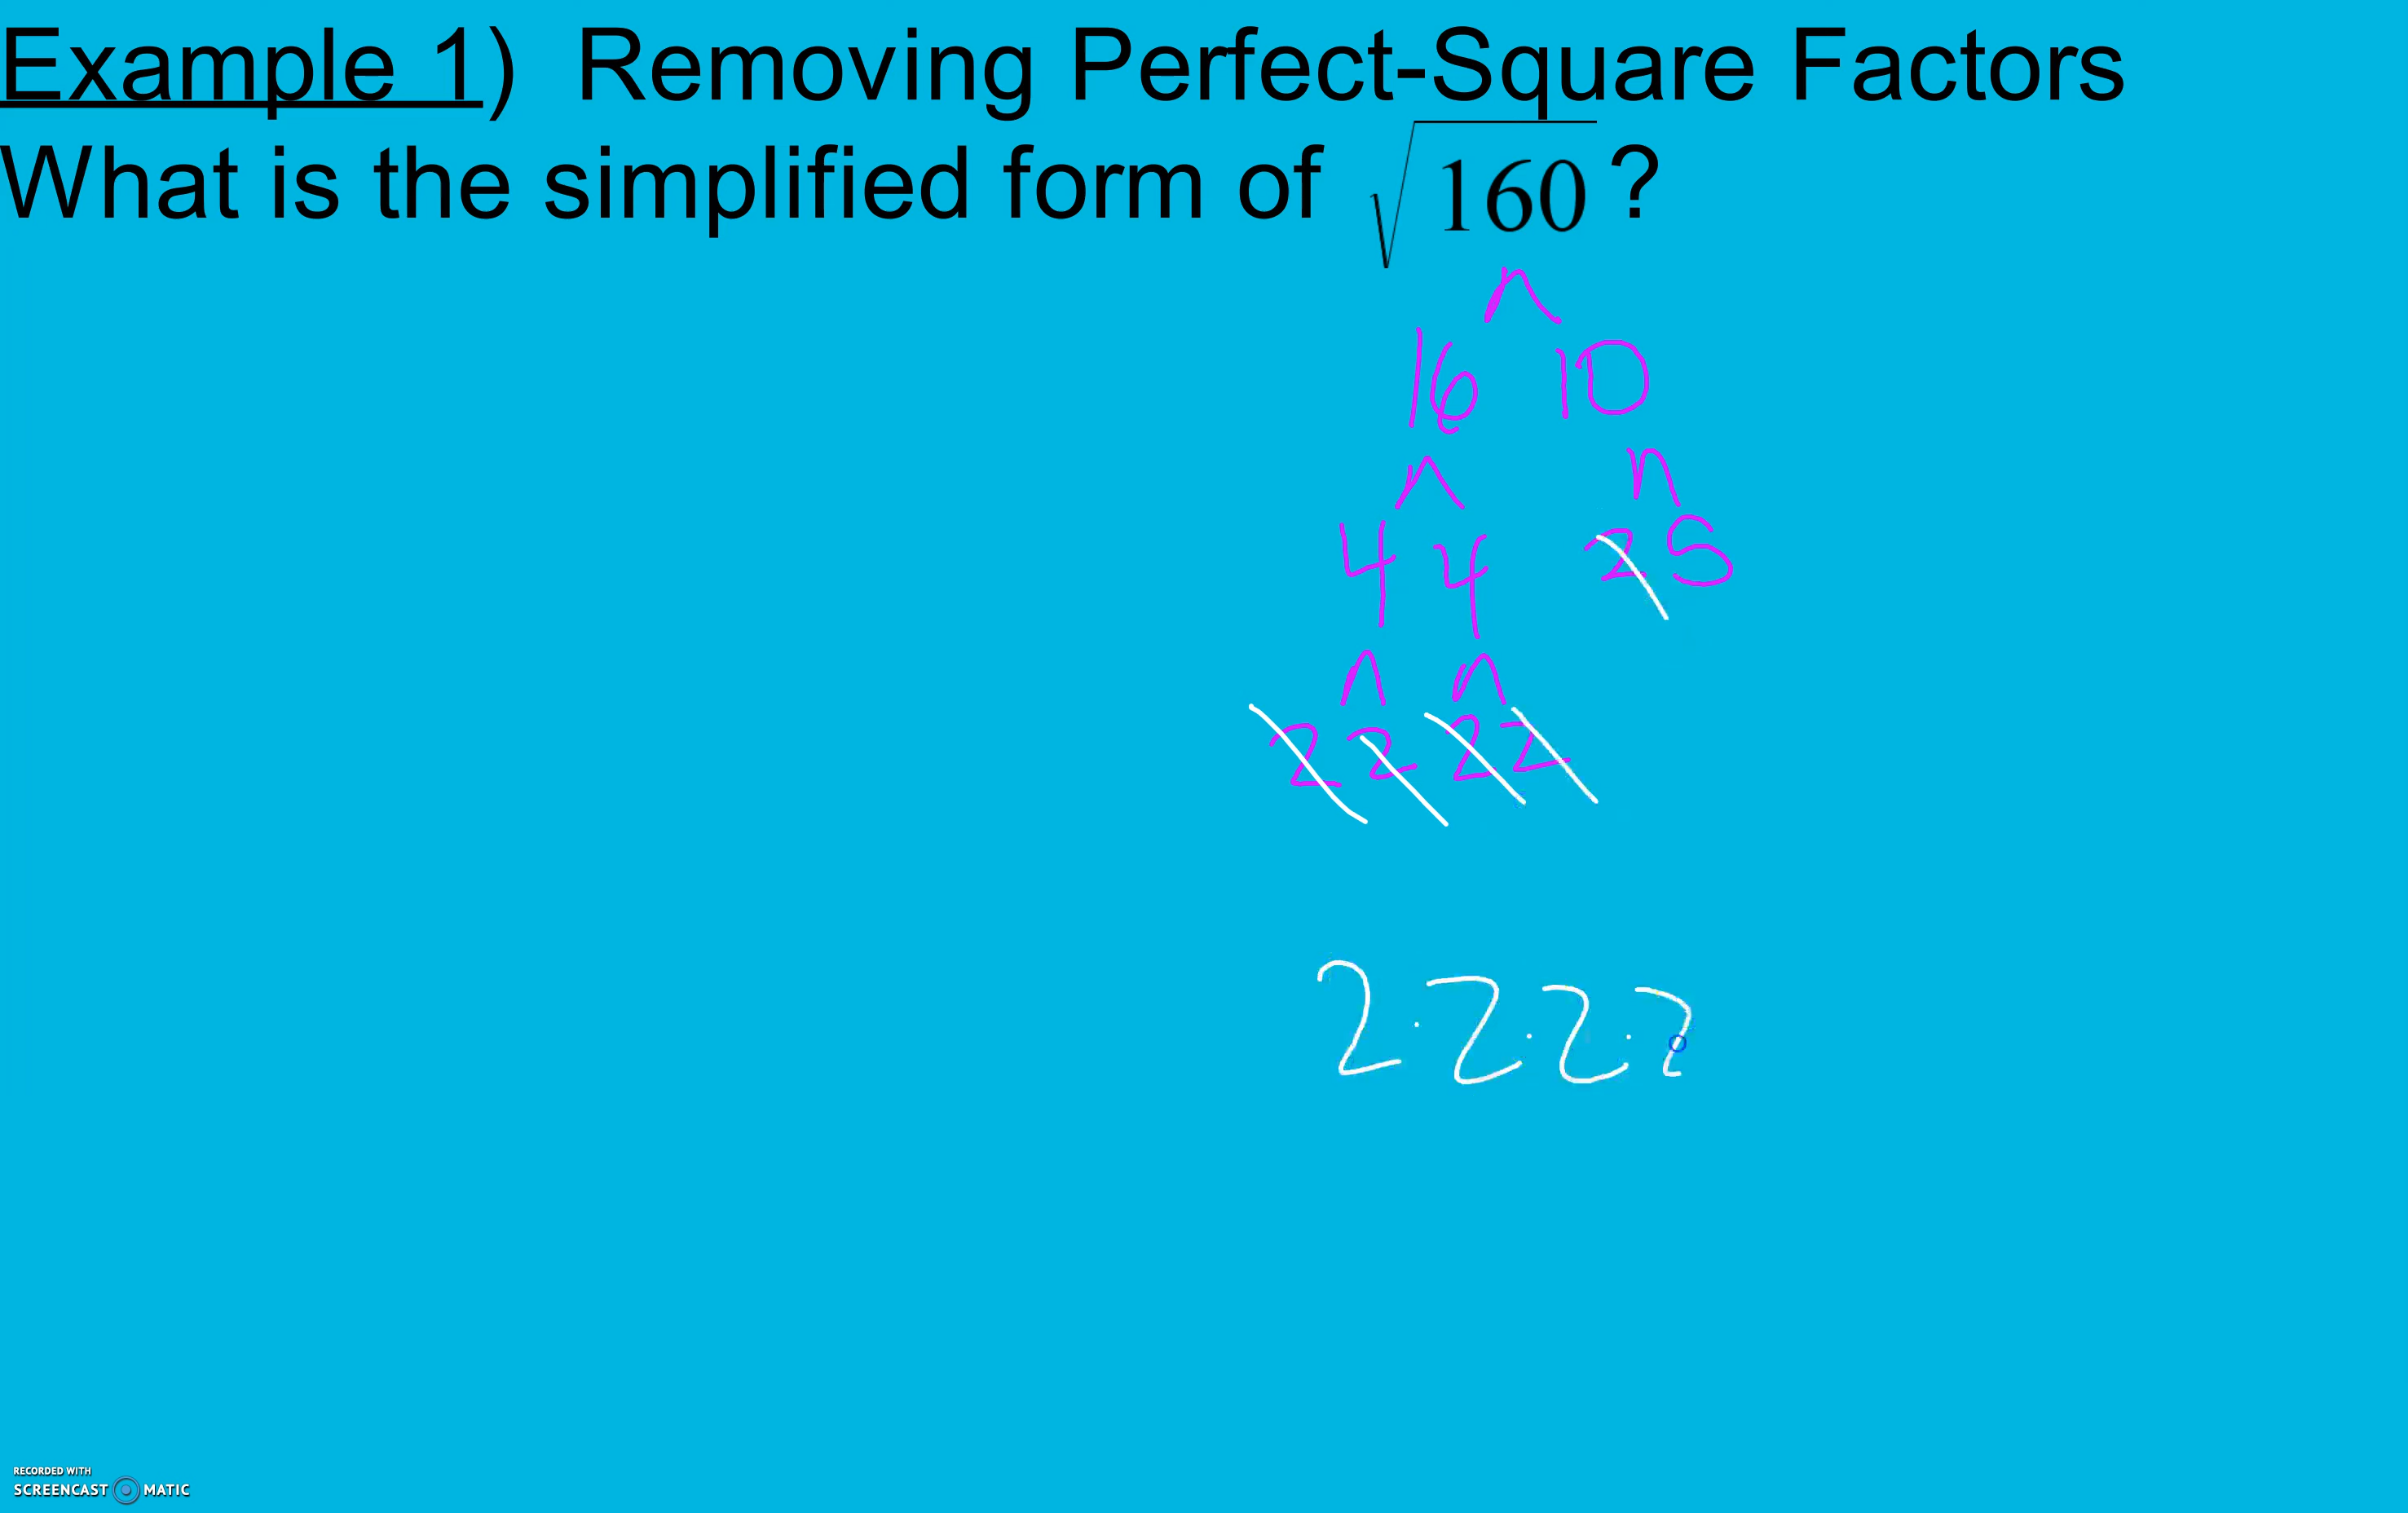 Example 1) Removing Perfect-Square Factors
What is the simplified form of √160 ?
16 10
4 4 2 5
2 2 2 2
2 · 2 · 2 · 2
RECORDED WITH
SCREENCAST MATIC